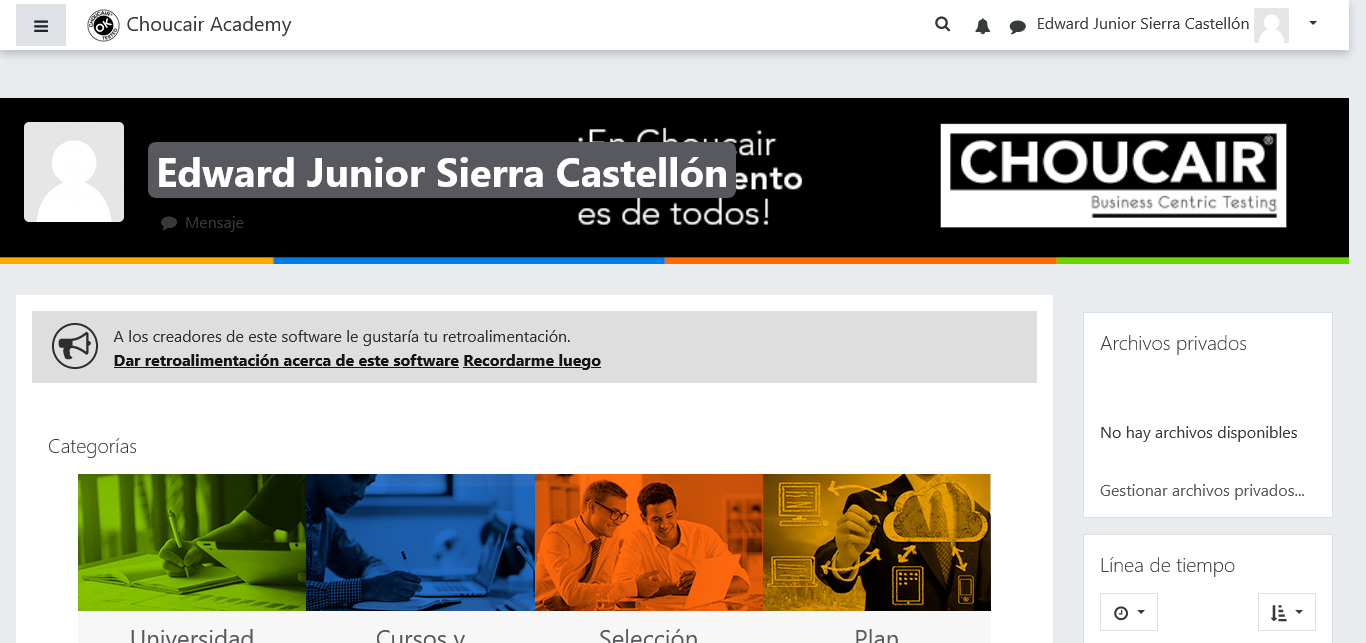 Choucair Academy
Edward Junior Sierra Castellón
¡En Choucair
Edward Junior Sierra Castellón
ento
es de todos!
Mensaje
CHOUCAIR®
Business Centric Testing
A los creadores de este software le gustaría tu retroalimentación.
Dar retroalimentación acerca de este software Recordarme luego
Categorías
Universidad
Cursos y
Selección
Plan
Archivos privados
No hay archivos disponibles
Gestionar archivos privados...
Línea de tiempo